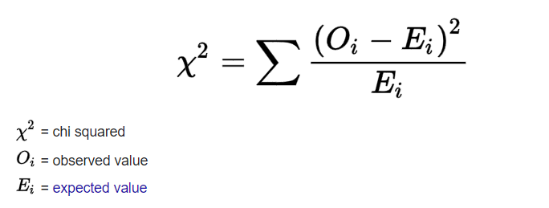 χ² = ∑ (Oᵢ − Eᵢ)² / Eᵢ
χ² = chi squared
Oᵢ = observed value
Eᵢ = expected value